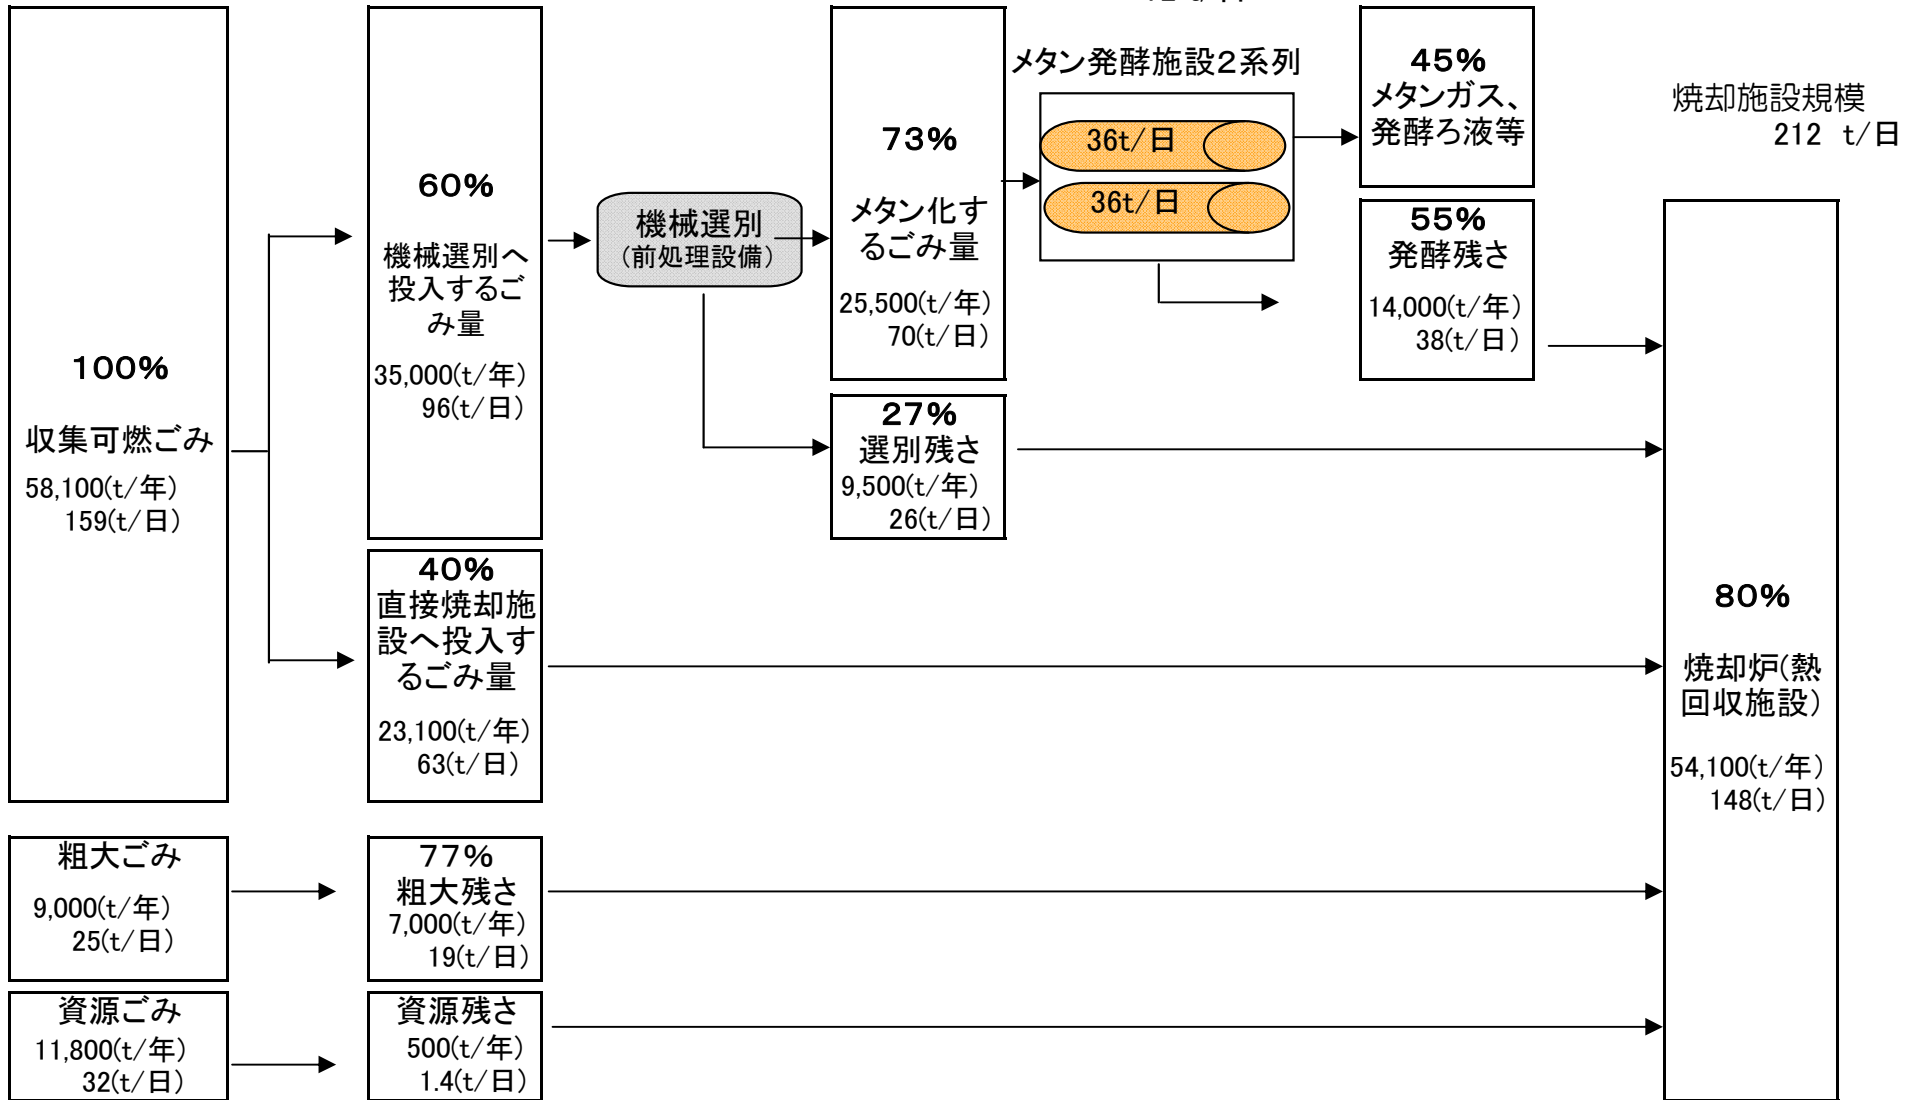 100%
収集可燃ごみ
58,100(t/年)
159(t/日)
60%
機械選別へ
投入するご
み量
35,000(t/年)
96(t/日)
機械選別
(前処理設備)
73%
メタン化す
るごみ量
25,500(t/年)
70(t/日)
メタン発酵施設2系列
36t/日
36t/日
45%
メタンガス、
発酵ろ液等
55%
発酵残さ
14,000(t/年)
38(t/日)
焼却施設規模
212 t/日
27%
選別残さ
9,500(t/年)
26(t/日)
40%
直接焼却施
設へ投入す
るごみ量
23,100(t/年)
63(t/日)
80%
焼却炉(熱
回収施設)
54,100(t/年)
148(t/日)
粗大ごみ
9,000(t/年)
25(t/日)
77%
粗大残さ
7,000(t/年)
19(t/日)
資源ごみ
11,800(t/年)
32(t/日)
資源残さ
500(t/年)
1.4(t/日)